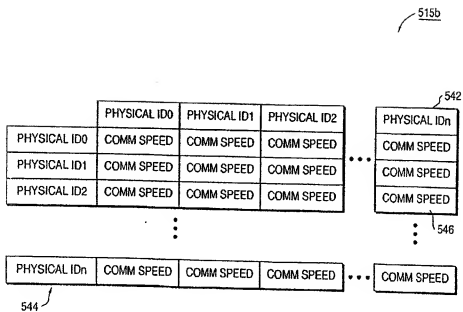 515b
542
PHYSICAL ID0 PHYSICAL ID1 PHYSICAL ID2 PHYSICAL IDn
PHYSICAL ID0 COMM SPEED COMM SPEED COMM SPEED COMM SPEED
PHYSICAL ID1 COMM SPEED COMM SPEED COMM SPEED COMM SPEED
PHYSICAL ID2 COMM SPEED COMM SPEED COMM SPEED COMM SPEED
546
PHYSICAL IDn COMM SPEED COMM SPEED COMM SPEED COMM SPEED
544